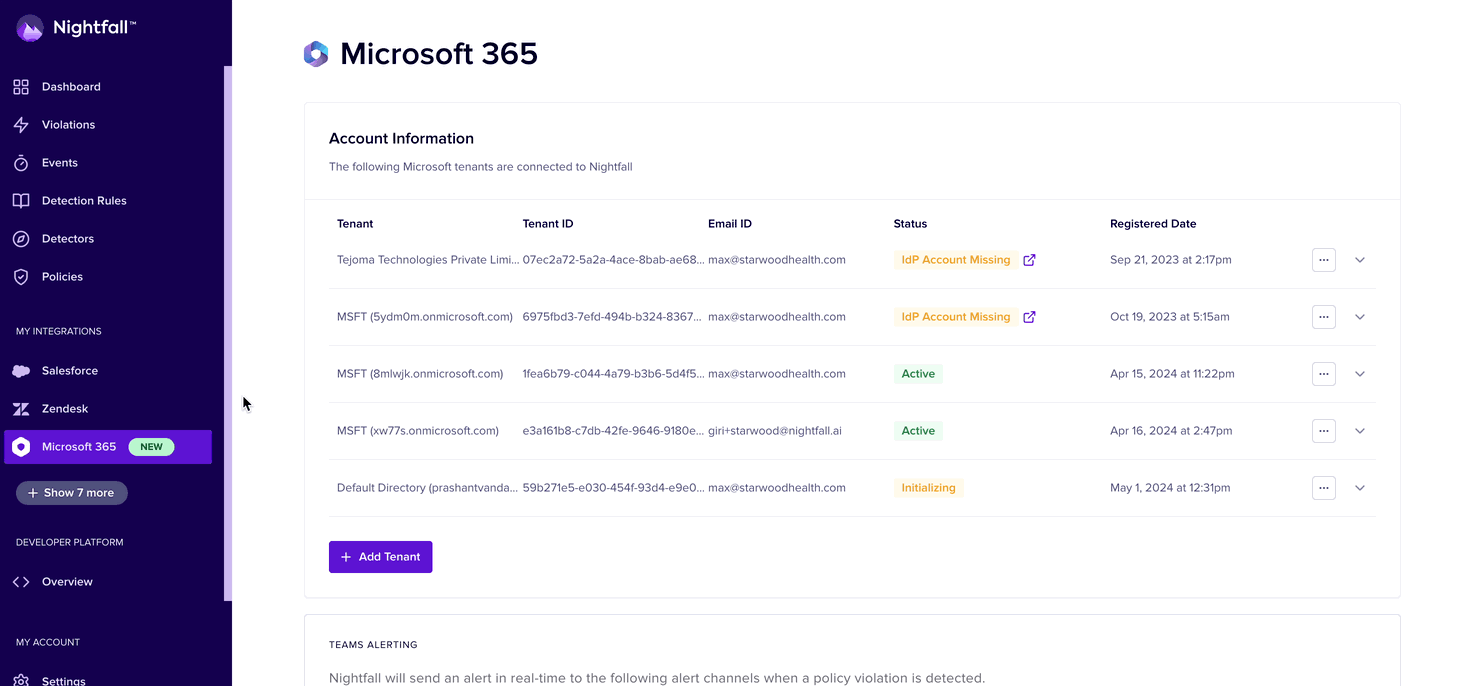 Nightfall™
Dashboard
Violations
Events
Detection Rules
Detectors
Policies
MY INTEGRATIONS
Salesforce
Zendesk
Microsoft 365 NEW
+ Show 7 more
DEVELOPER PLATFORM
Overview
MY ACCOUNT
Settings
Microsoft 365
Account Information
The following Microsoft tenants are connected to Nightfall
Tenant Tenant ID Email ID Status Registered Date
Tejoma Technologies Private Limi... 07ec2a72-5a2a-4ace-8bab-ae68... max@starwoodhealth.com IdP Account Missing Sep 21, 2023 at 2:17pm
MSFT (5ydm0m.onmicrosoft.com) 6975fbd3-7efd-494b-b324-8367... max@starwoodhealth.com IdP Account Missing Oct 19, 2023 at 5:15am
MSFT (8mlwjk.onmicrosoft.com) 1fea6b79-c044-4a79-b3b6-5d4f5... max@starwoodhealth.com Active Apr 15, 2024 at 11:22pm
MSFT (xw77s.onmicrosoft.com) e3a161b8-c7db-42fe-9646-9180e... giri+starwood@nightfall.ai Active Apr 16, 2024 at 2:47pm
Default Directory (prashantvanda... 59b271e5-e030-454f-93d4-e9e0... max@starwoodhealth.com Initializing May 1, 2024 at 12:31pm
+ Add Tenant
TEAMS ALERTING
Nightfall will send an alert in real-time to the following alert channels when a policy violation is detected.